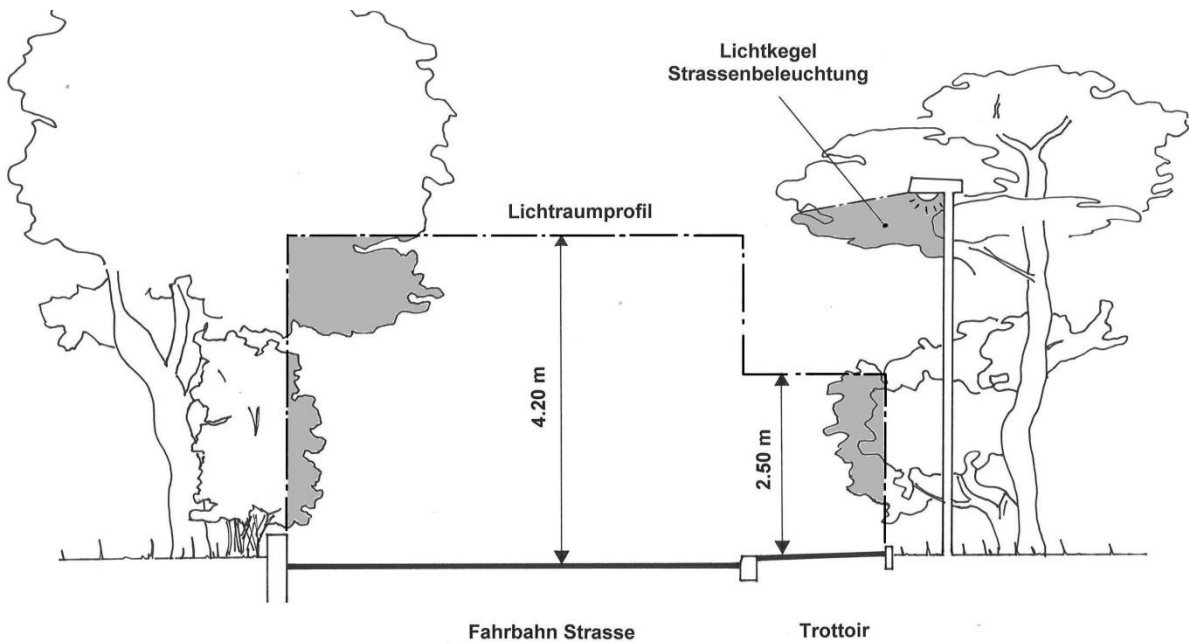 Lichtkegel
Strassenbeleuchtung
Lichtraumprofil
4.20 m
2.50 m
Fahrbahn Strasse
Trottoir